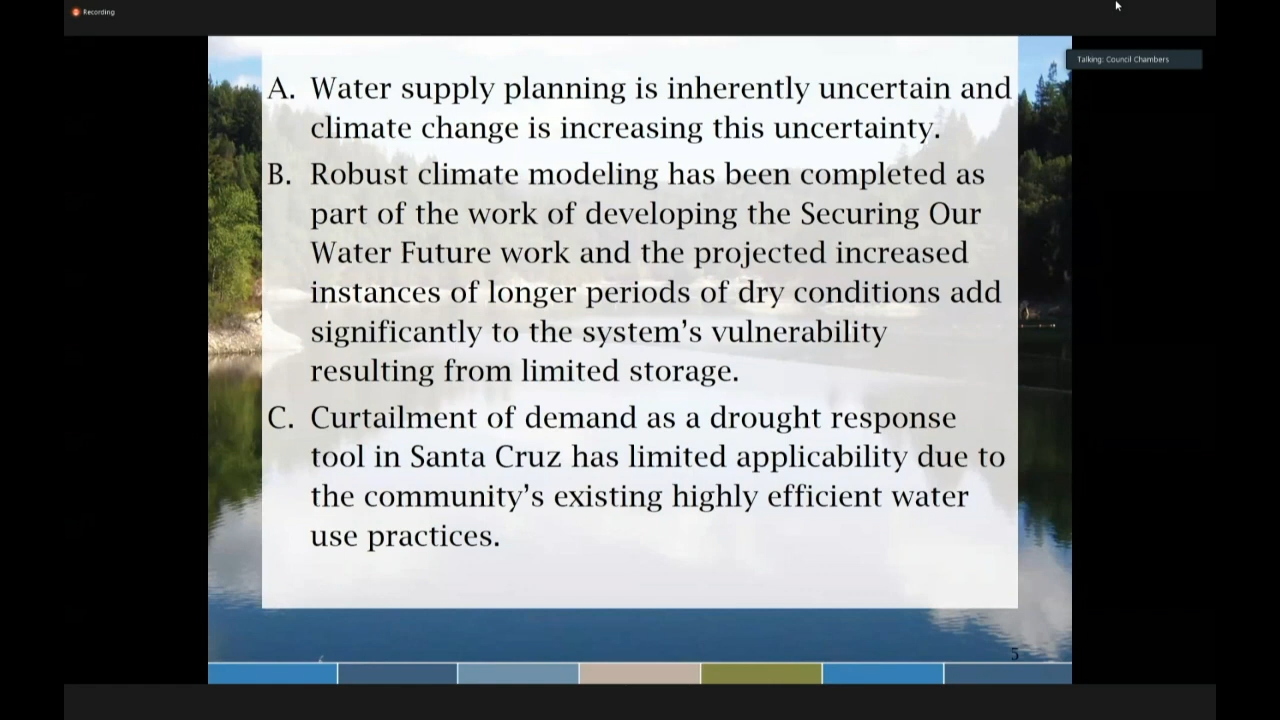 Recording
Talking: Council Chambers
A. Water supply planning is inherently uncertain and
climate change is increasing this uncertainty.
B. Robust climate modeling has been completed as
part of the work of developing the Securing Our
Water Future work and the projected increased
instances of longer periods of dry conditions add
significantly to the system’s vulnerability
resulting from limited storage.
C. Curtailment of demand as a drought response
tool in Santa Cruz has limited applicability due to
the community’s existing highly efficient water
use practices.
5